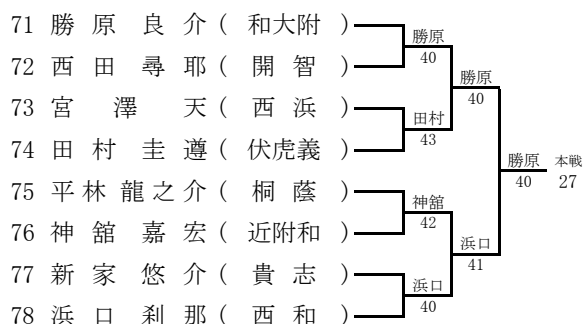 71 勝原 良介 ( 和大附 )
72 西田 尋耶 ( 開智 )
73 宮澤 天 ( 西浜 )
74 田村 圭遵 ( 伏虎義 )
75 平林 龍之介 ( 桐蔭 )
76 神舘 嘉宏 ( 近附和 )
77 新家 悠介 ( 貴志 )
78 浜口 刹那 ( 西和 )
勝原
40
田村
43
神舘
42
浜口
40
勝原
40
浜口
41
勝原
40
本戦
27